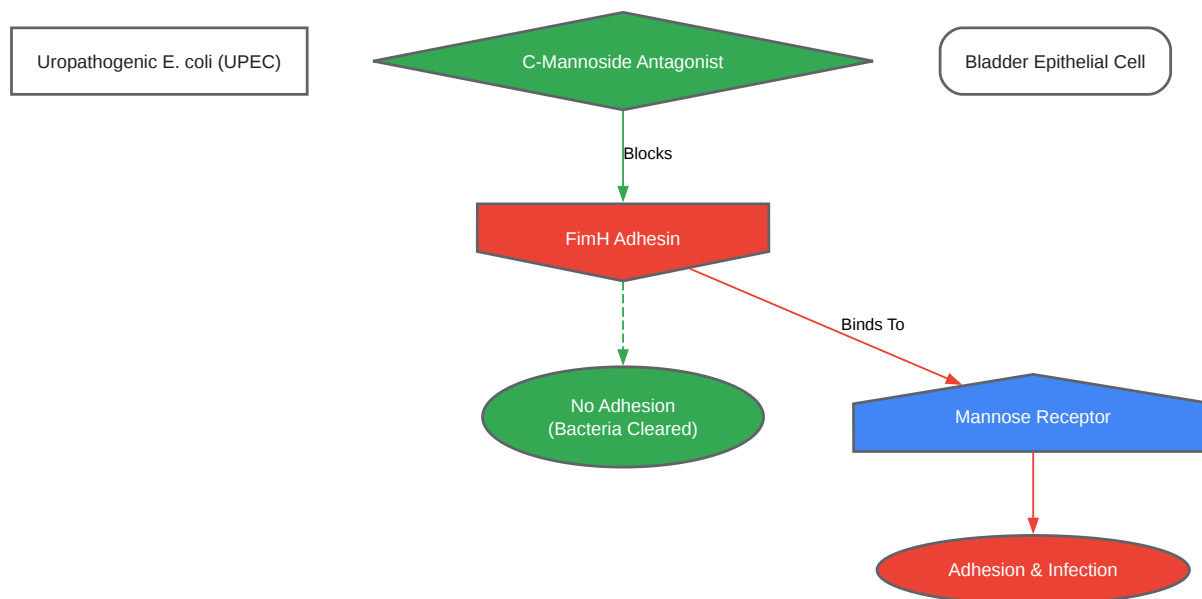 Uropathogenic E. coli (UPEC)
C-Mannoside Antagonist
Bladder Epithelial Cell
Blocks
FimH Adhesin
Binds To
No Adhesion
(Bacteria Cleared)
Mannose Receptor
Adhesion & Infection